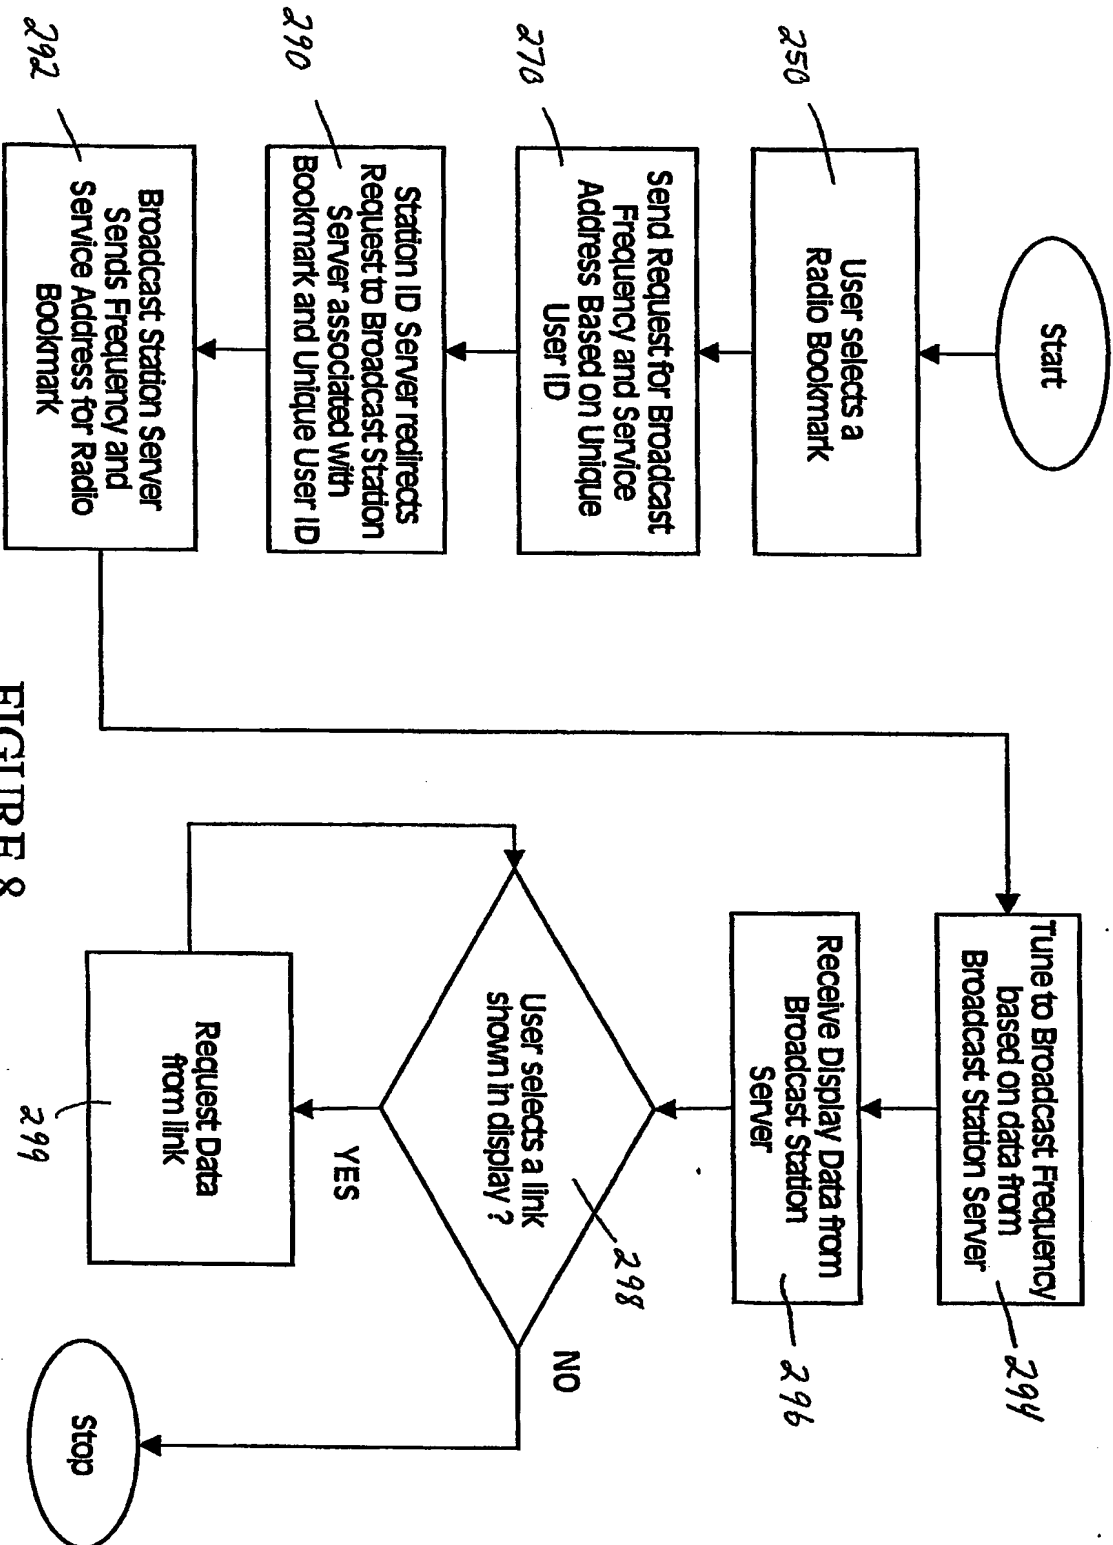 Start
250
User selects a
Radio Bookmark
270
Send Request for Broadcast
Frequency and Service
Address Based on Unique
User ID
290
Station ID Server redirects
Request to Broadcast Station
Server associated with
Bookmark and Unique User ID
292
Broadcast Station Server
Sends Frequency and
Service Address for Radio
Bookmark
Tune to Broadcast Frequency
based on data from
Broadcast Station Server
294
Receive Display Data from
Broadcast Station
Server
296
User selects a link
shown in display ?
298
YES
NO
Request Data
from link
299
Stop
FIGURE 8